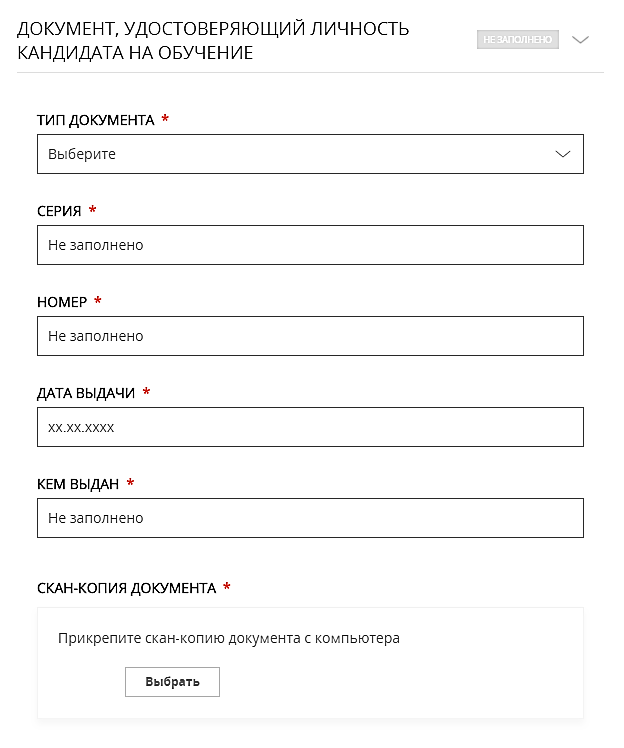 ДОКУМЕНТ, УДОСТОВЕРЯЮЩИЙ ЛИЧНОСТЬ
КАНДИДАТА НА ОБУЧЕНИЕ
НЕ ЗАПОЛНЕНО
ТИП ДОКУМЕНТА *
Выберите
СЕРИЯ *
Не заполнено
НОМЕР *
Не заполнено
ДАТА ВЫДАЧИ *
xx.xx.xxxx
КЕМ ВЫДАН *
Не заполнено
СКАН-КОПИЯ ДОКУМЕНТА *
Прикрепите скан-копию документа с компьютера
Выбрать